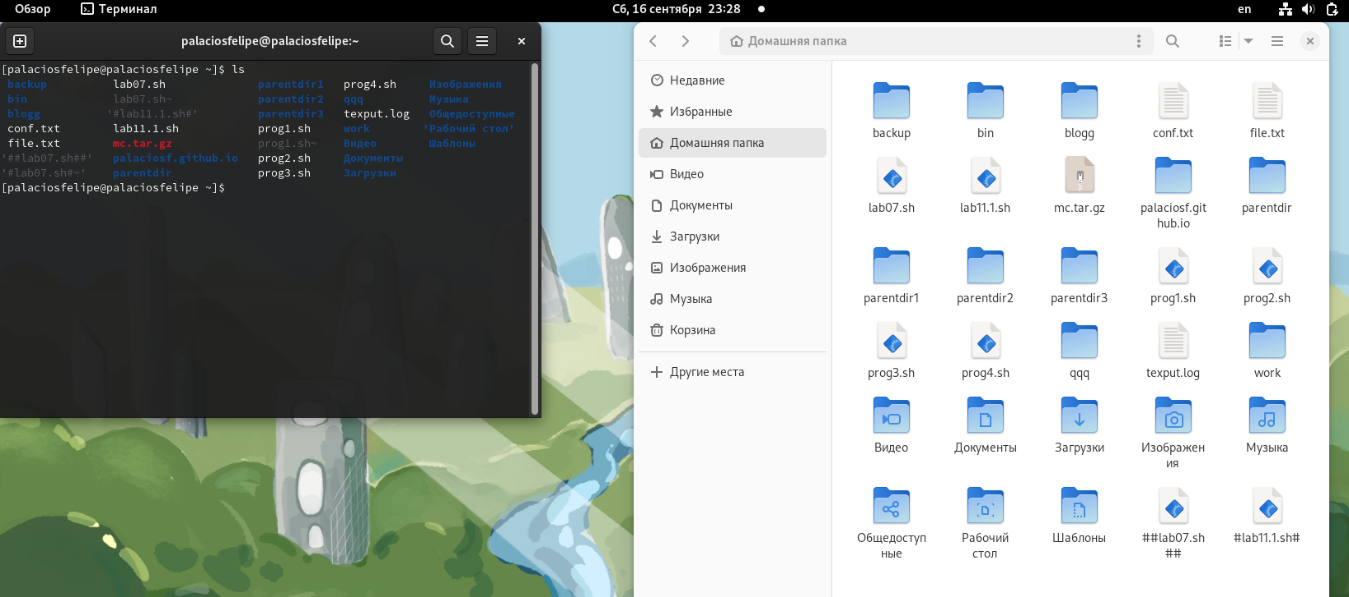 Обзор Терминал Сб, 16 сентября 23:28 en
palaciosfelipe@palaciosfelipe:~
[palaciosfelipe@palaciosfelipe ~]$ ls
backup lab07.sh parentdir1 prog4.sh Изображения
bin lab07.sh~ parentdir2 qqq Музыка
blogg '#lab11.1.sh#' parentdir3 texput.log Общедоступные
conf.txt lab11.1.sh prog1.sh work 'Рабочий стол'
file.txt mc.tar.gz prog1.sh~ Видео Шаблоны
'##lab07.sh##' palaciosf.github.io prog2.sh Документы
'#lab07.sh#~' parentdir prog3.sh Загрузки
[palaciosfelipe@palaciosfelipe ~]$
Домашняя папка
Недавние
Избранные
Домашняя папка
Видео
Документы
Загрузки
Изображения
Музыка
Корзина
Другие места
backup bin blogg conf.txt file.txt
lab07.sh lab11.1.sh mc.tar.gz palaciosf.git parentdir
hub.io
parentdir1 parentdir2 parentdir3 prog1.sh prog2.sh
prog3.sh prog4.sh qqq texput.log work
Видео Документы Загрузки Изображен Музыка
ия
Общедоступ Рабочий Шаблоны ##lab07.sh #lab11.1.sh#
ные стол ##